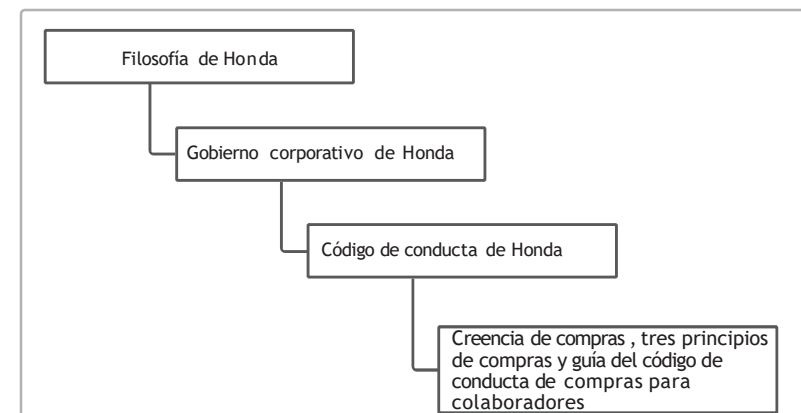 Filosofía de Honda
Gobierno corporativo de Honda
Código de conducta de Honda
Creencia de compras , tres principios
de compras y guía del código de
conducta de compras para
colaboradores